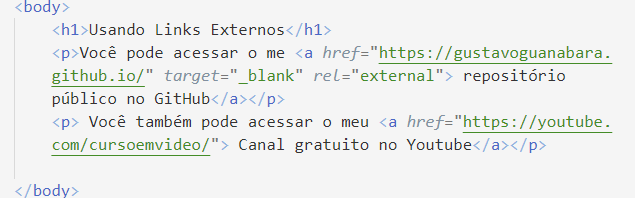 <body>
<h1>Usando Links Externos</h1>
<p>Você pode acessar o me <a href="https://gustavoguanabara.
github.io/" target="_blank" rel="external"> repositório
público no GitHub</a></p>
<p> Você também pode acessar o meu <a href="https://youtube.
com/cursoemvideo/"> Canal gratuito no Youtube</a></p>
</body>